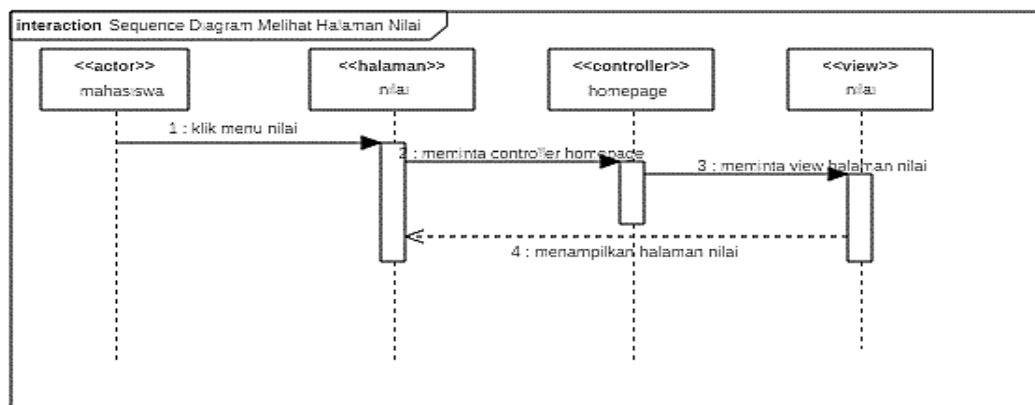 interaction Sequence Diagram Melihat Halaman Nilai
<<actor>>
mahasiswa
<<halaman>>
nilai
<<controller>>
homepage
<<view>>
nilai
1 : klik menu nilai
2 : meminta controller homepage
3 : meminta view halaman nilai
4 : menampilkan halaman nilai